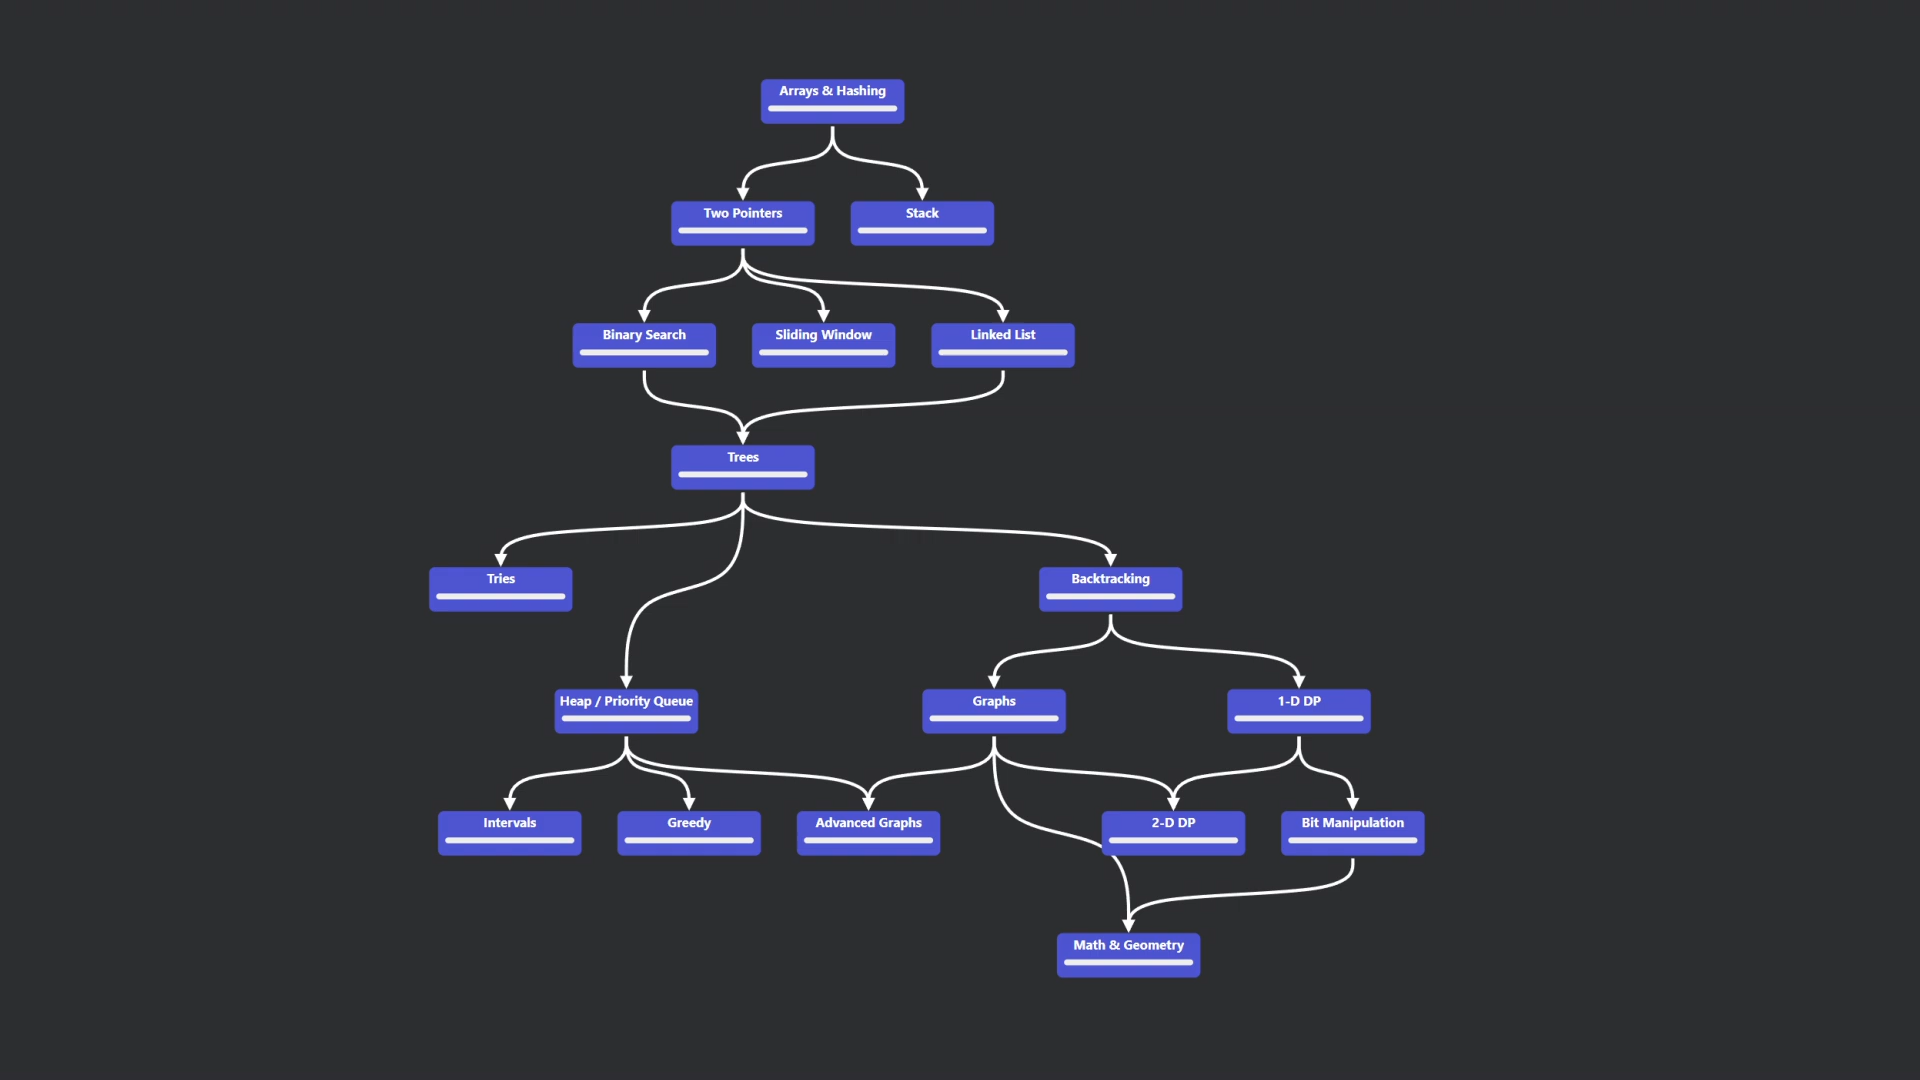 Arrays & Hashing
Two Pointers
Stack
Binary Search
Sliding Window
Linked List
Trees
Tries
Backtracking
Heap / Priority Queue
Graphs
1-D DP
Intervals
Greedy
Advanced Graphs
2-D DP
Bit Manipulation
Math & Geometry